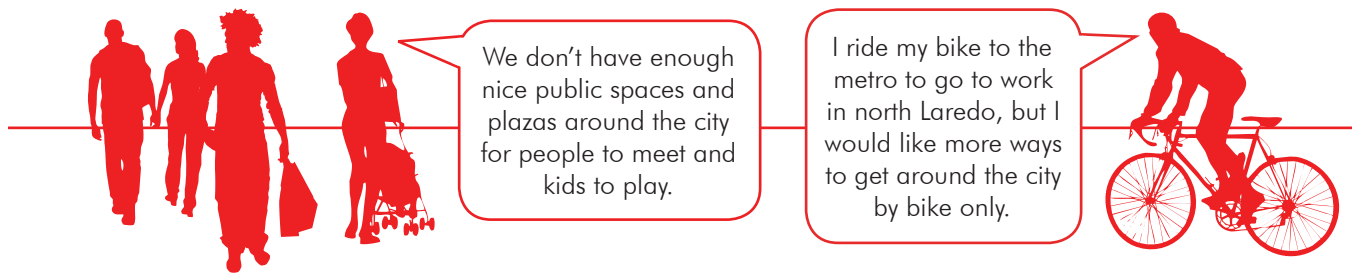 We don’t have enough
nice public spaces and
plazas around the city
for people to meet and
kids to play.
I ride my bike to the
metro to go to work
in north Laredo, but I
would like more ways
to get around the city
by bike only.